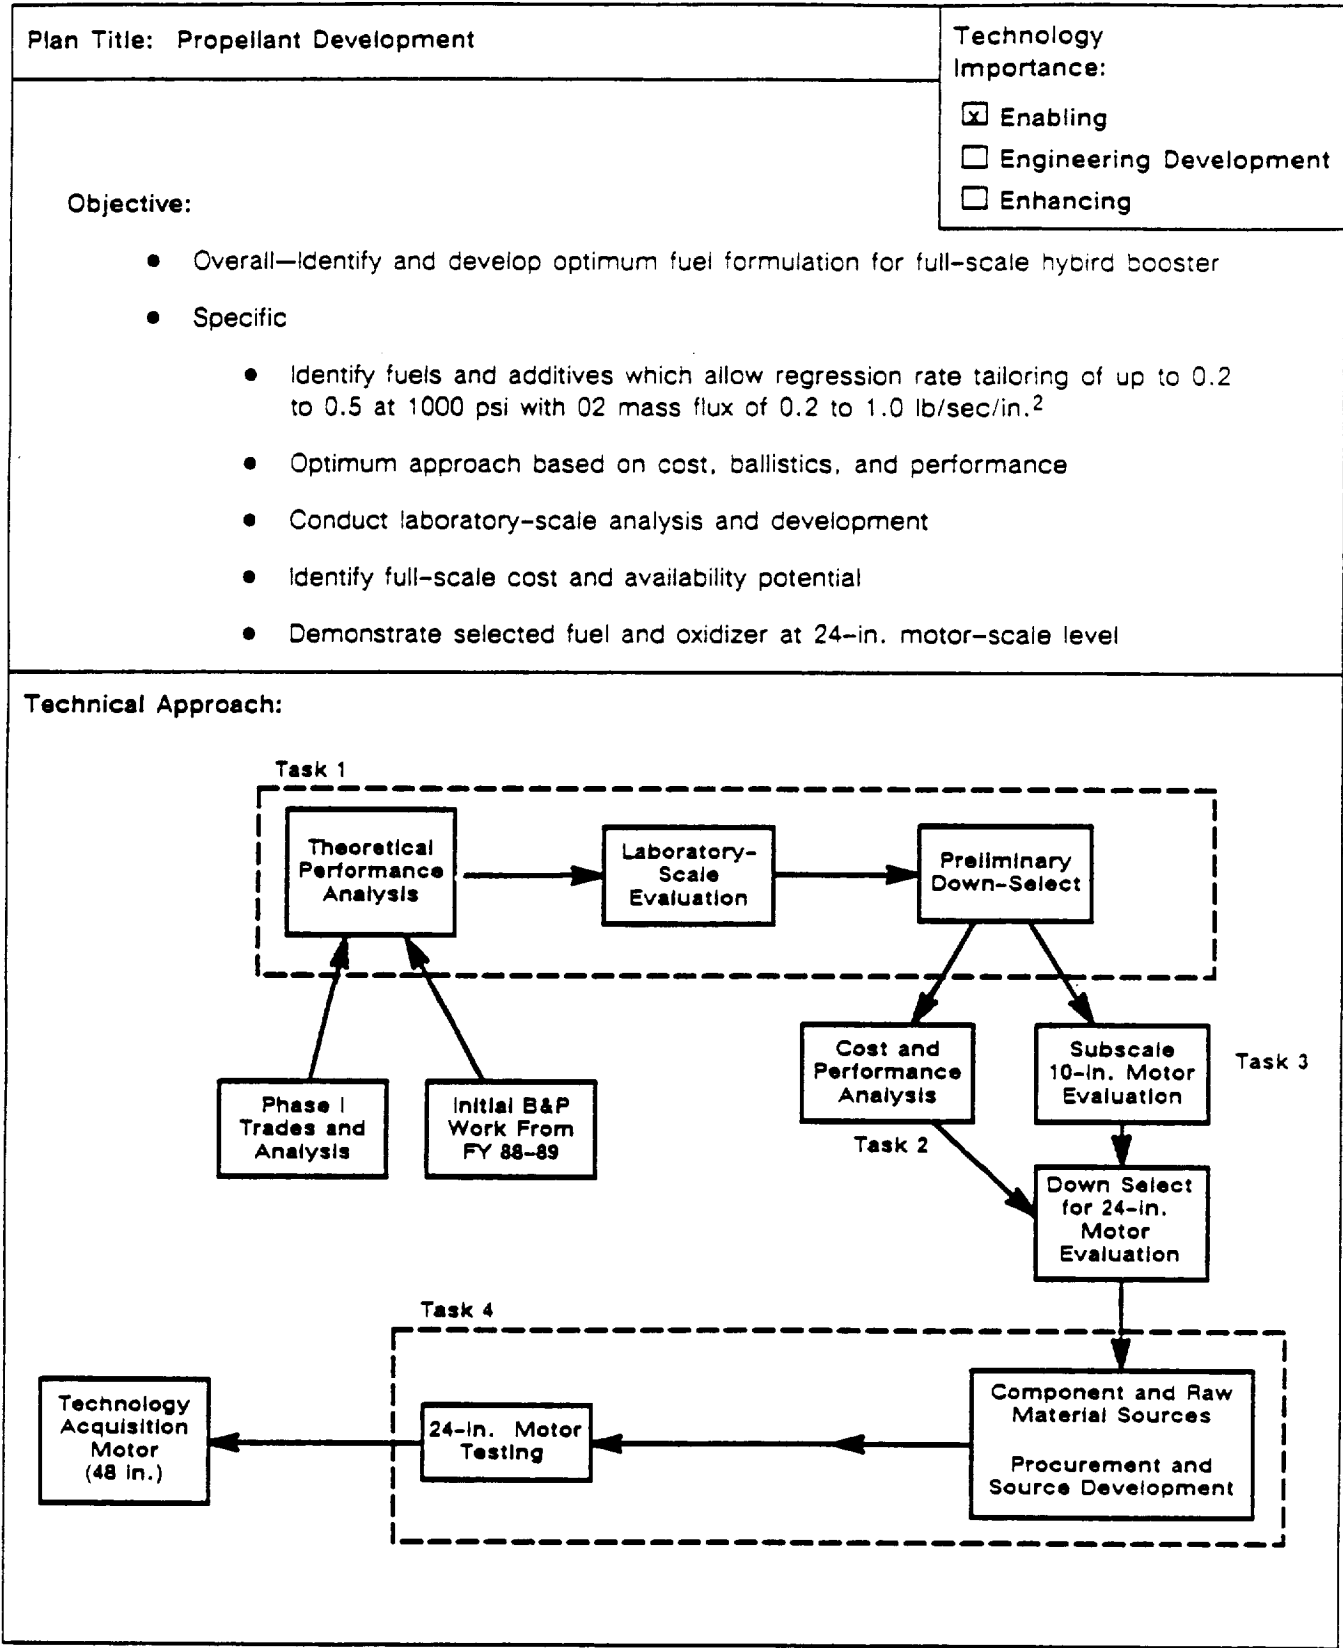 Plan Title: Propellant Development
Technology
Importance:
x Enabling
Engineering Development
Enhancing
Objective:
• Overall—Identify and develop optimum fuel formulation for full-scale hybird booster
• Specific
• Identify fuels and additives which allow regression rate tailoring of up to 0.2
to 0.5 at 1000 psi with 02 mass flux of 0.2 to 1.0 lb/sec/in.2
• Optimum approach based on cost, ballistics, and performance
• Conduct laboratory-scale analysis and development
• Identify full-scale cost and availability potential
• Demonstrate selected fuel and oxidizer at 24-in. motor-scale level
Technical Approach:
Task 1
Theoretical
Performance
Analysis
Laboratory-
Scale
Evaluation
Preliminary
Down-Select
Phase I
Trades and
Analysis
Initial B&P
Work From
FY 88-89
Cost and
Performance
Analysis
Task 2
Subscale
10-in. Motor
Evaluation
Task 3
Down Select
for 24-in.
Motor
Evaluation
Task 4
Component and Raw
Material Sources
Procurement and
Source Development
24-in. Motor
Testing
Technology
Acquisition
Motor
(48 in.)